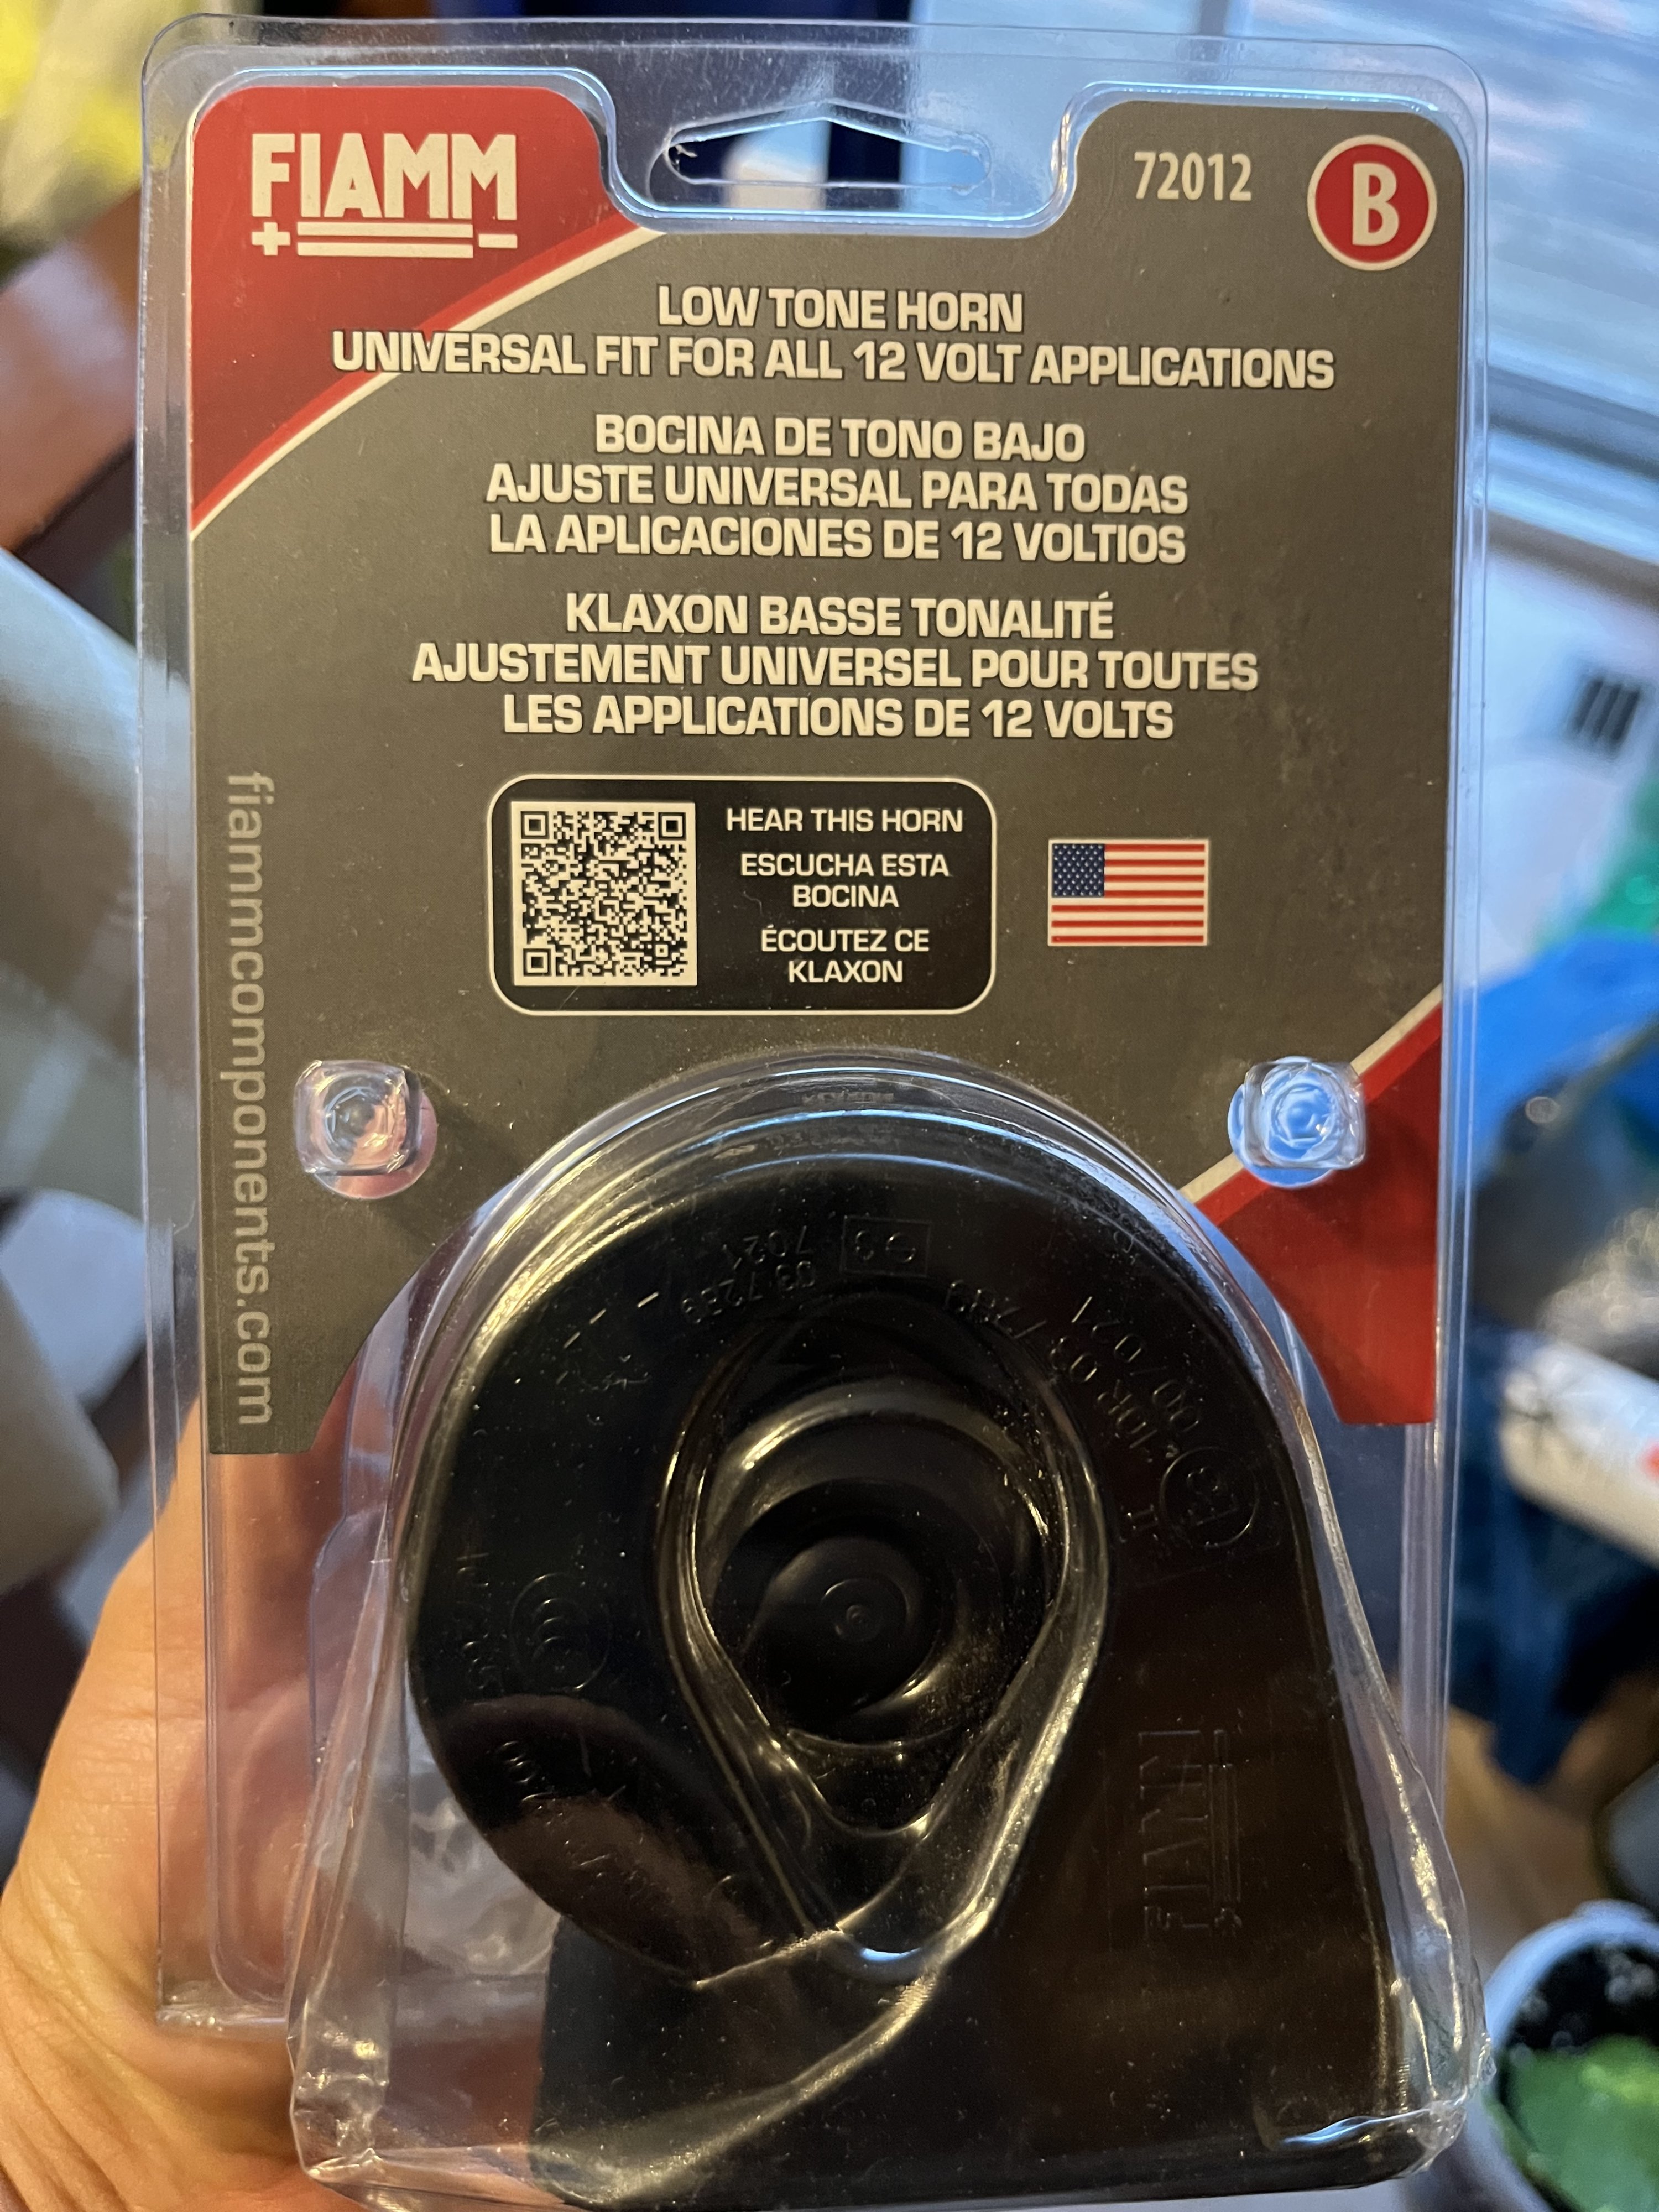 FIAMM
72012
B
LOW TONE HORN
UNIVERSAL FIT FOR ALL 12 VOLT APPLICATIONS
BOCINA DE TONO BAJO
AJUSTE UNIVERSAL PARA TODAS
LA APLICACIONES DE 12 VOLTIOS
KLAXON BASSE TONALITÉ
AJUSTEMENT UNIVERSEL POUR TOUTES
LES APPLICATIONS DE 12 VOLTS
HEAR THIS HORN
ESCUCHA ESTA
BOCINA
ÉCOUTEZ CE
KLAXON
fiammcomponents.com
FIAMM